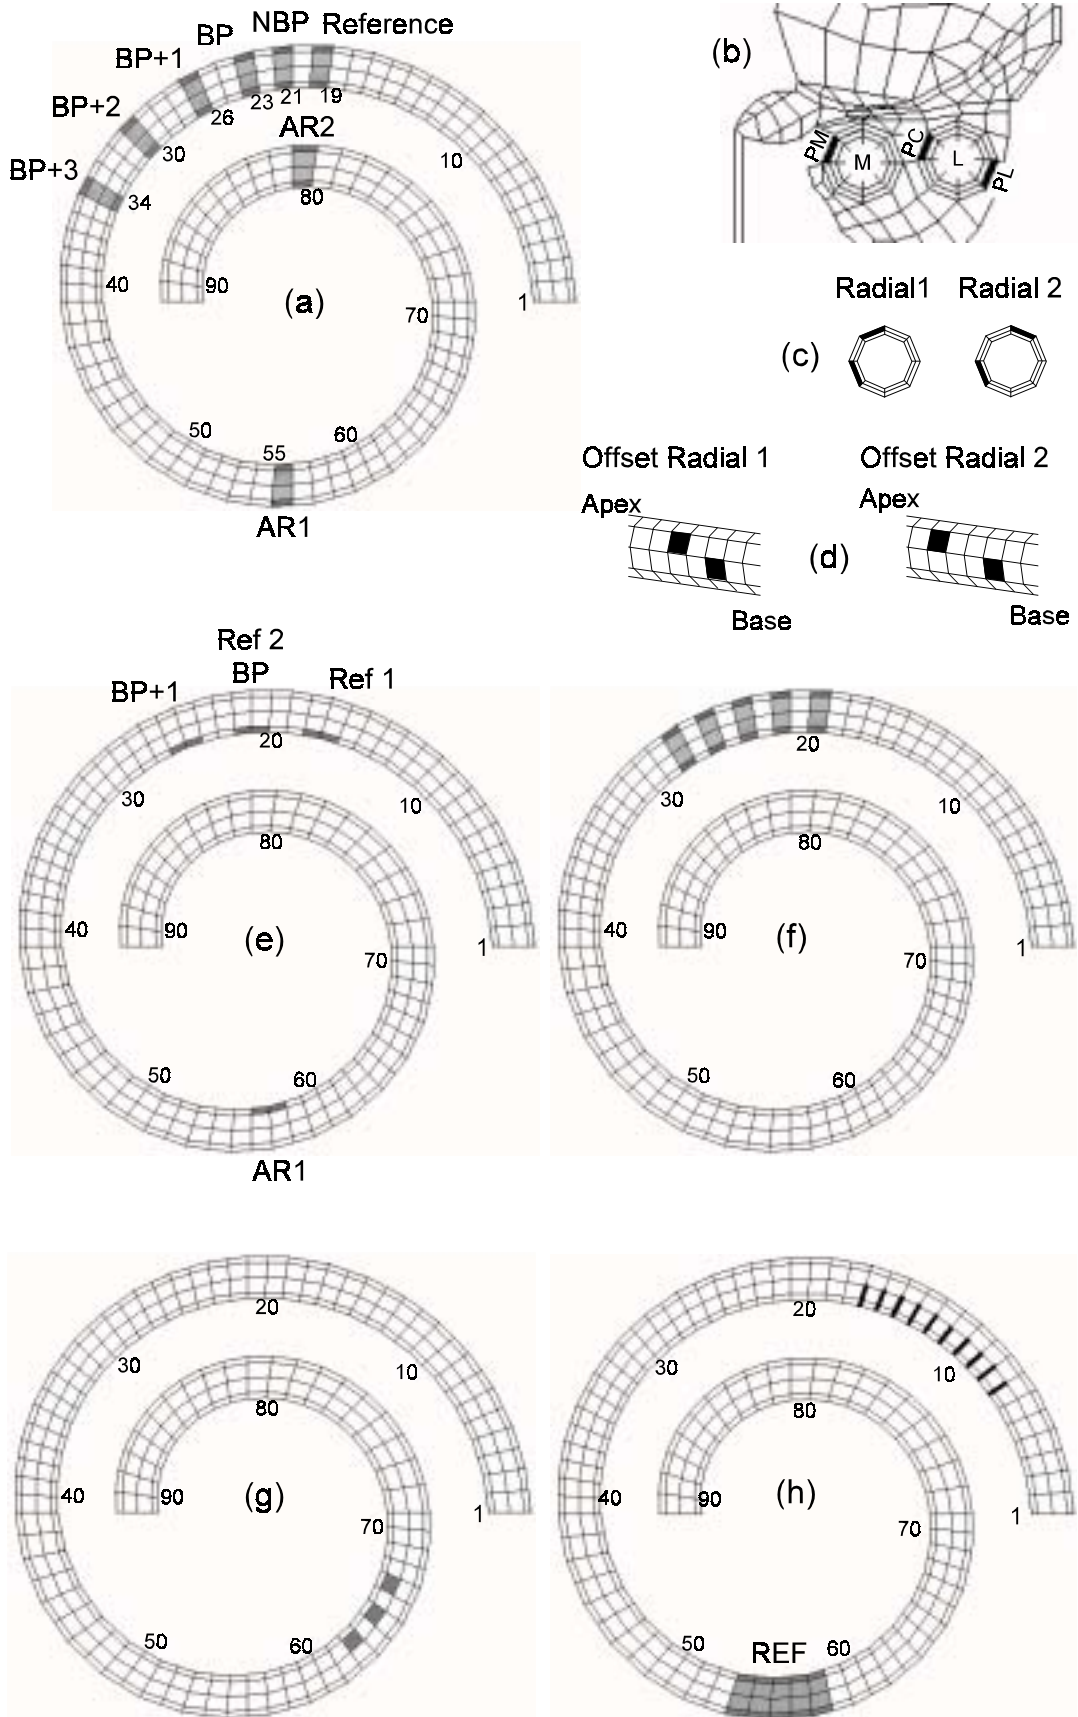 NBP Reference
BP
BP+1
BP+2
BP+3
26 23 21 19
AR2
30
34
10
80
40 90 (a) 70 1
50 55 60
AR1
(b)
PM M PC L PL
Radial1 Radial 2
(c)
Offset Radial 1 Offset Radial 2
Apex Apex
(d)
Base Base
Ref 2
BP+1 BP Ref 1
20
30 10
80
40 90 (e) 70 1
50 60
AR1
20
30 10
80
40 90 (f) 70 1
50 60
20
30 10
80
40 90 (g) 70 1
50 60
20
30 10
80
40 90 (h) 70 1
50 REF 60